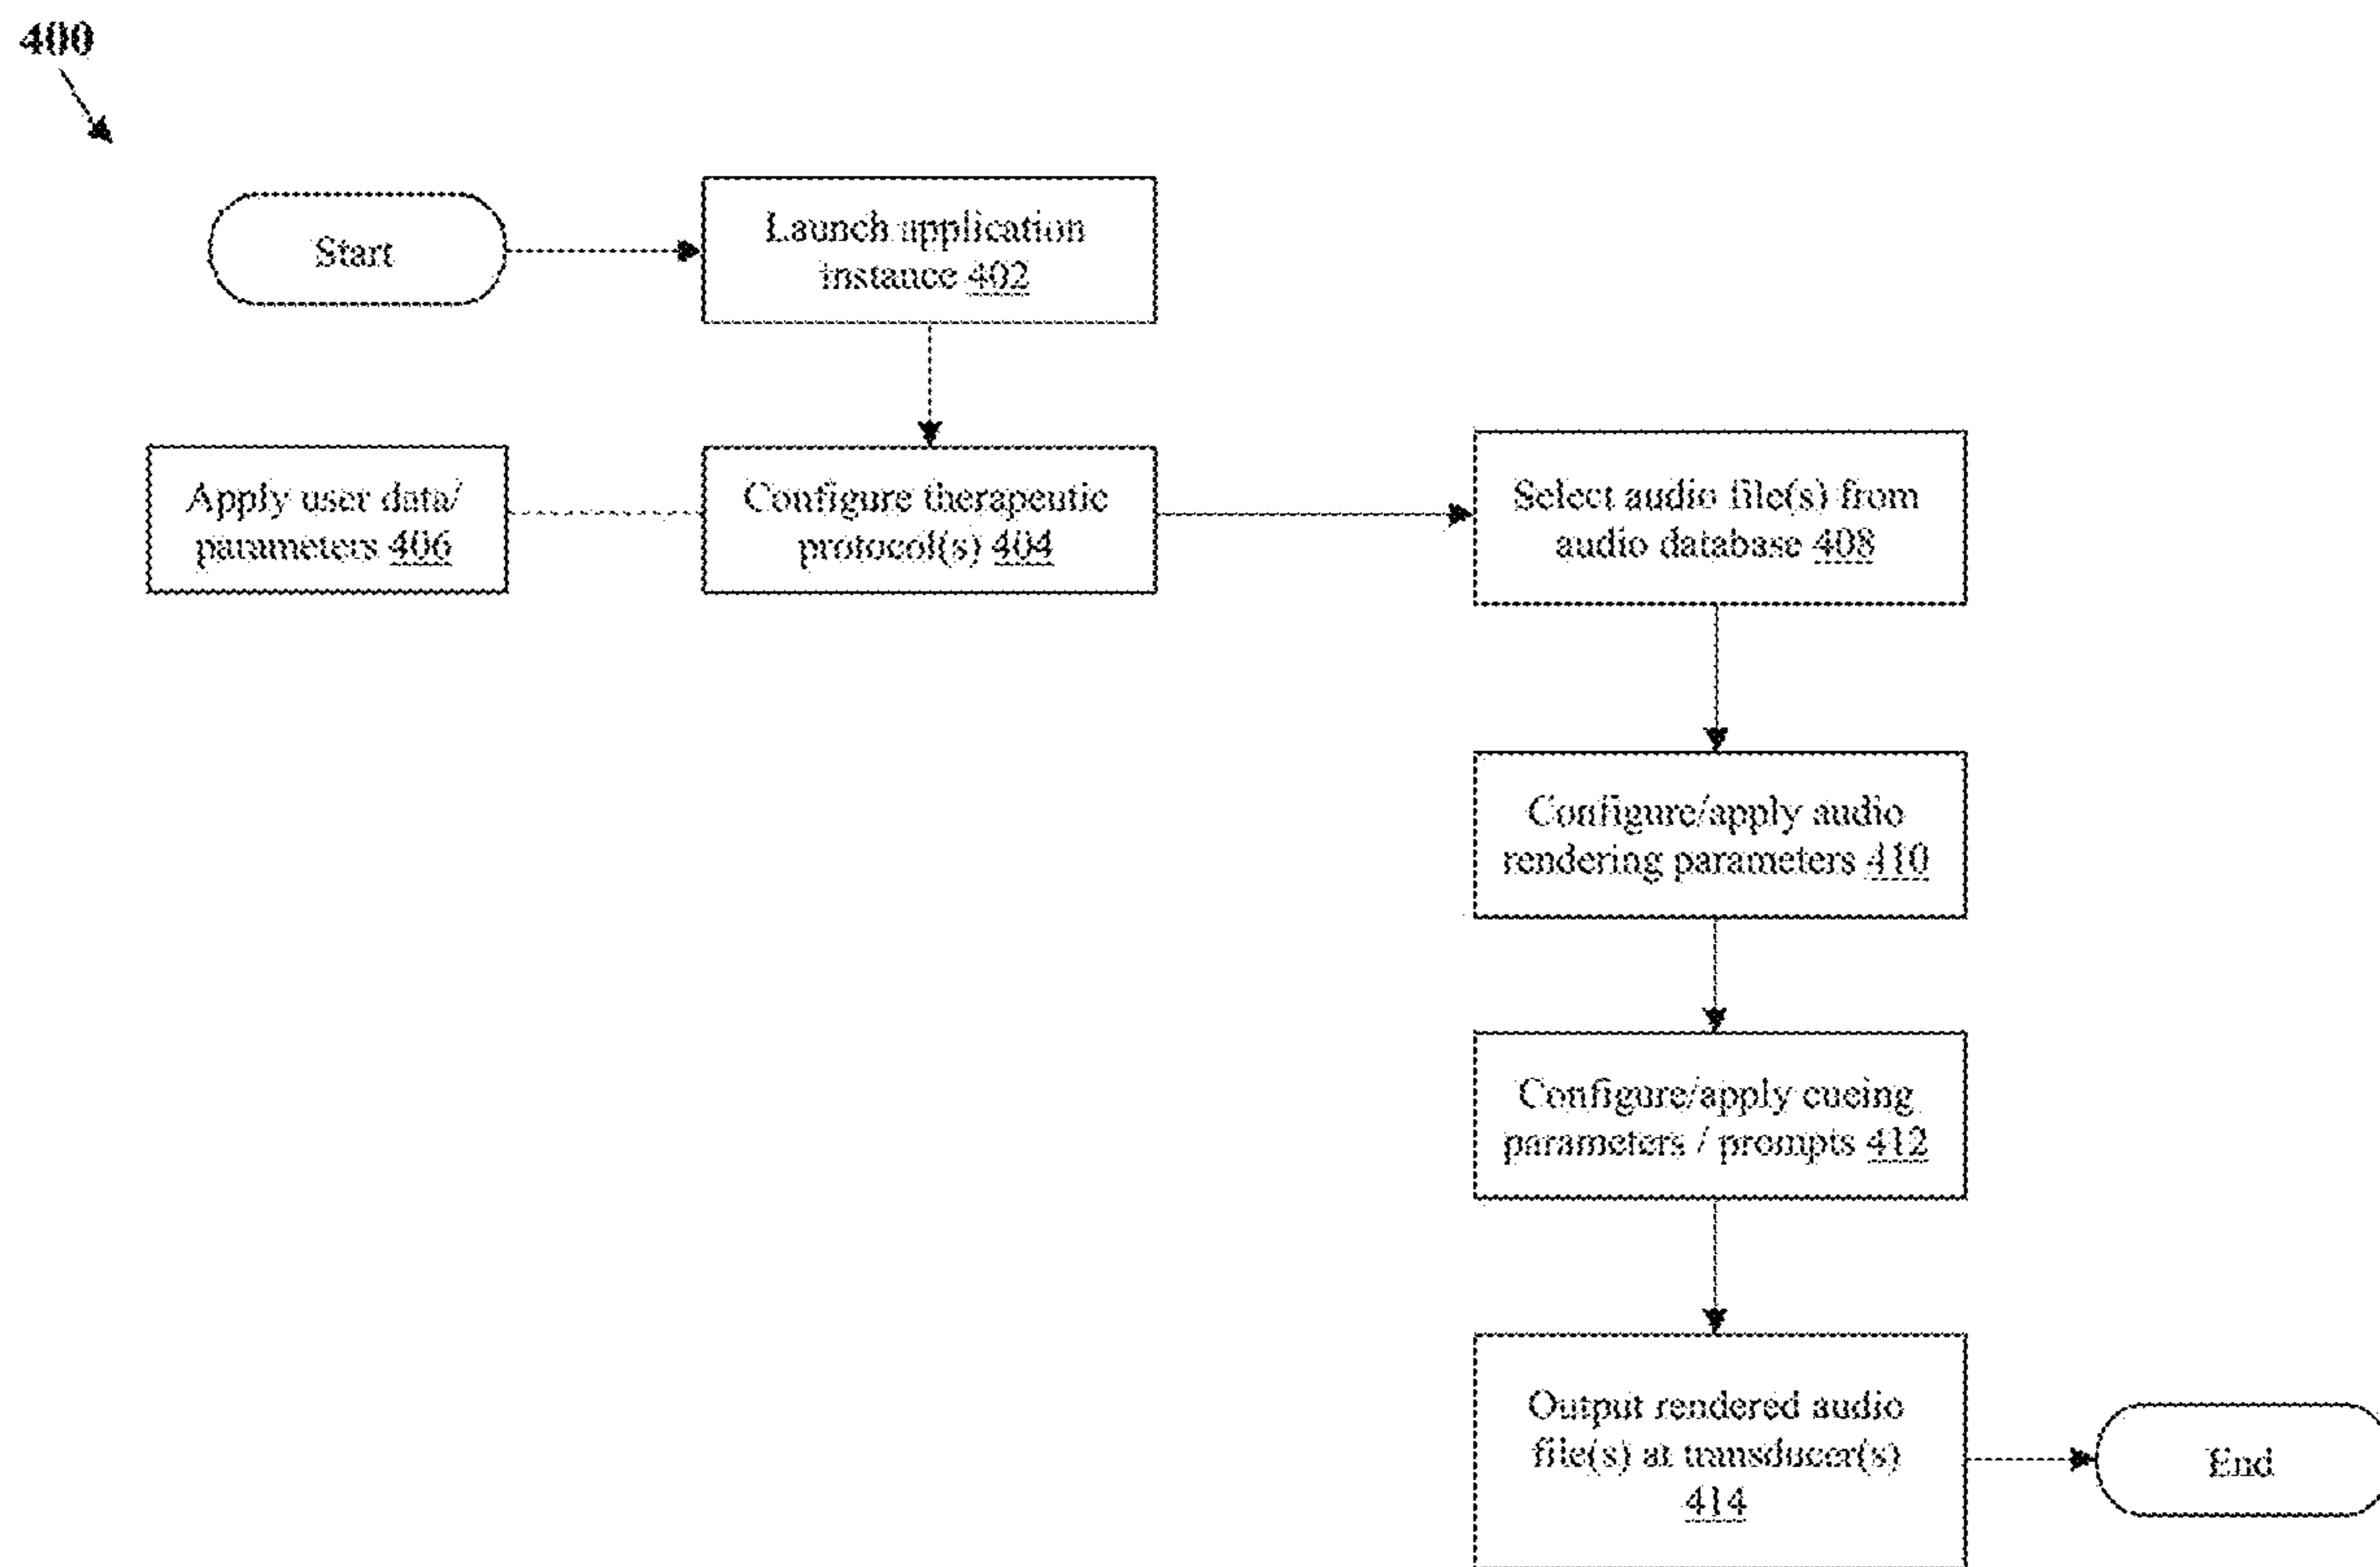 400
Start
Launch application
instance 402
Apply user data/
parameters 406
Configure therapeutic
protocol(s) 404
Select audio file(s) from
audio database 408
Configure/apply audio
rendering parameters 410
Configure/apply cueing
parameters / prompts 412
Output rendered audio
file(s) at transducer(s)
414
End